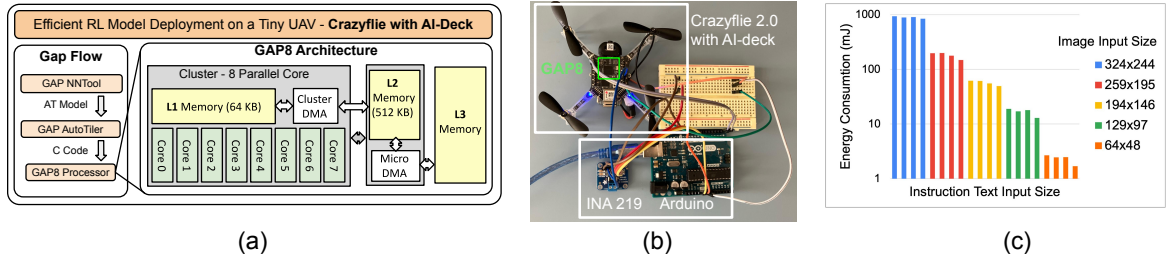 Efficient RL Model Deployment on a Tiny UAV - Crazyflie with AI-Deck
Gap Flow
GAP NNTool
AT Model
GAP AutoTiler
C Code
GAP8 Processor
GAP8 Architecture
Cluster - 8 Parallel Core
L1 Memory (64 KB)
Cluster
DMA
Core 0
Core 1
Core 2
Core 3
Core 4
Core 5
Core 6
Core 7
L2
Memory
(512 KB)
Micro
DMA
L3
Memory
(a)
Crazyflie 2.0
with AI-deck
GAP8
INA 219
Arduino
(b)
Energy Consumtion (mJ)
1000
100
10
1
Instruction Text Input Size
Image Input Size
324x244
259x195
194x146
129x97
64x48
(c)